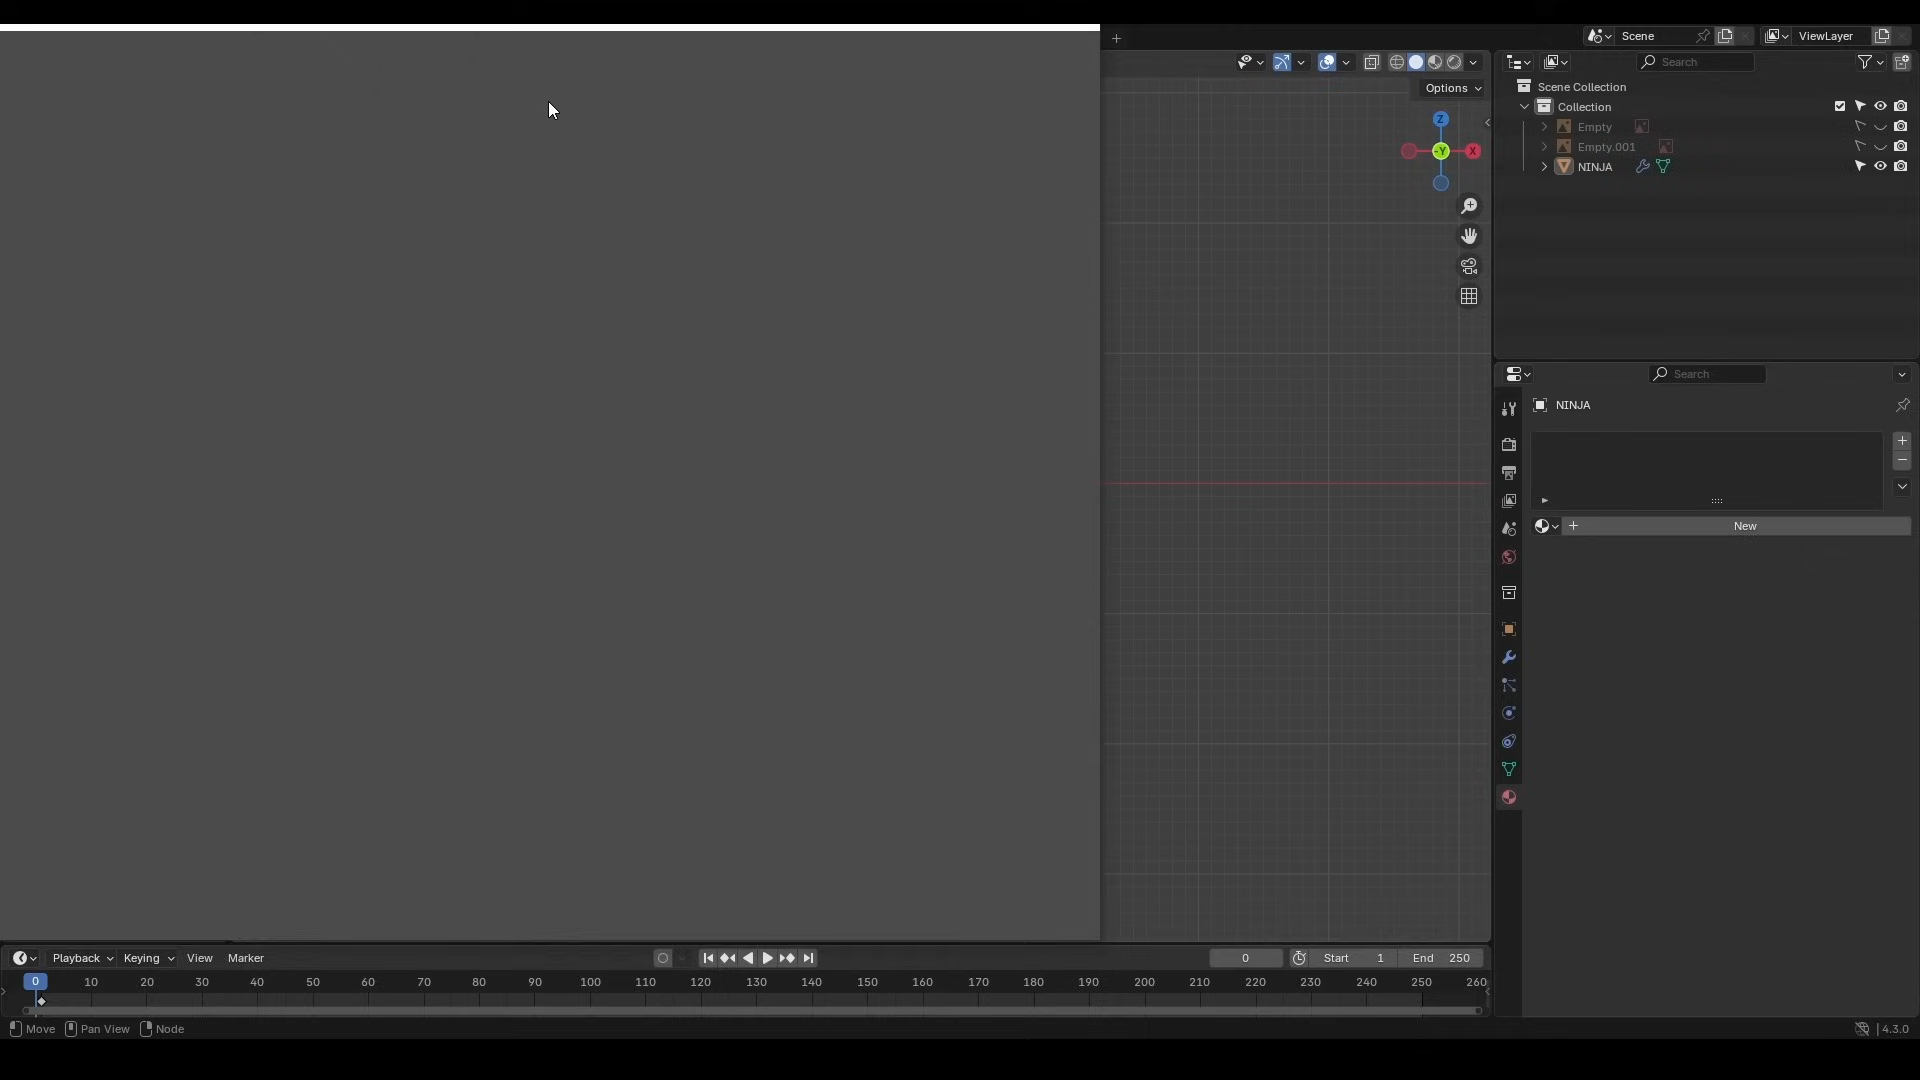 Scene
ViewLayer
Search
Options
Scene Collection
Collection
Z
Empty
-Y
X
Empty.001
NINJA
Search
NINJA
New
Playback
Keying
View
Marker
0
Start
1
End
250
0
10
20
30
40
50
60
70
80
90
100
110
120
130
140
150
160
170
180
190
200
210
220
230
240
250
260
Move
Pan View
Node
4.3.0